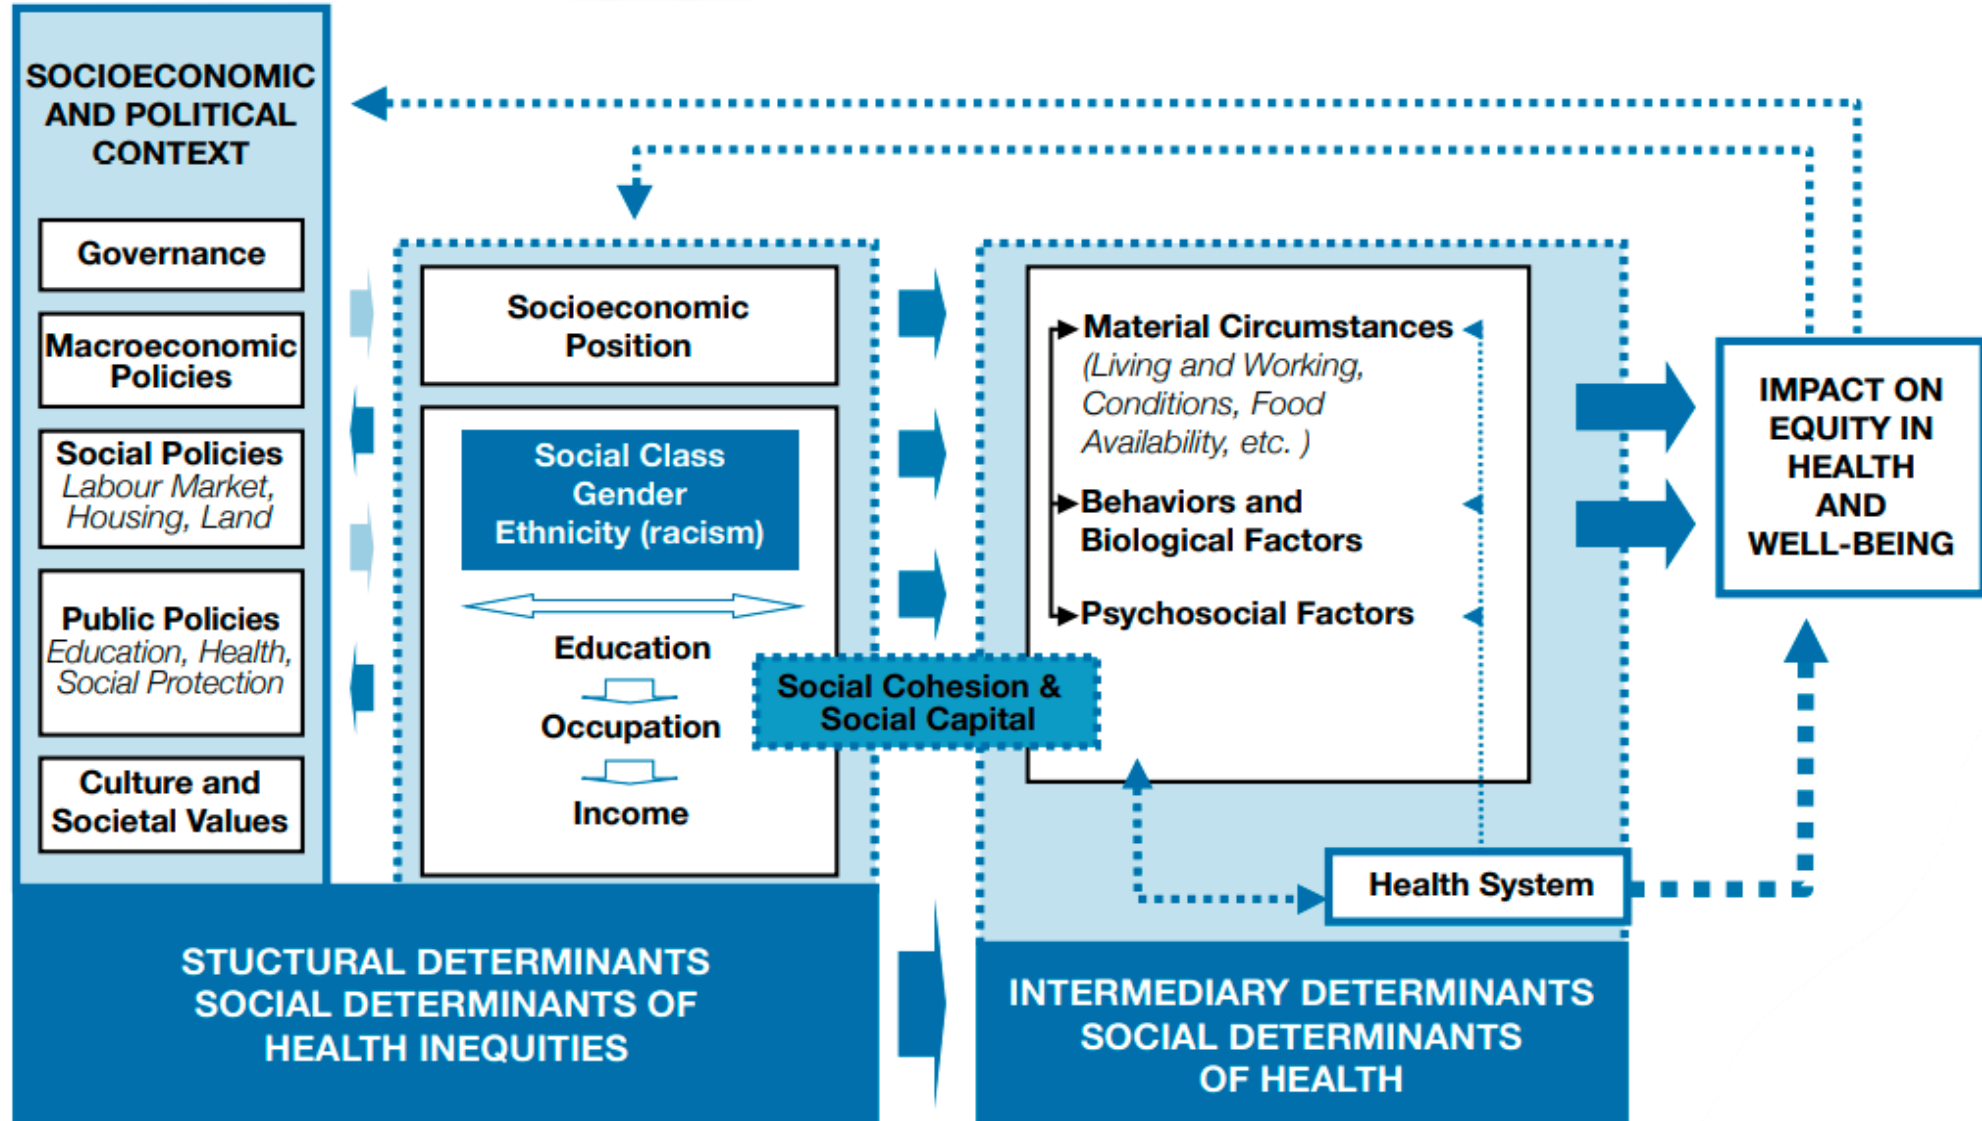 SOCIOECONOMIC
AND POLITICAL
CONTEXT
Governance
Macroeconomic
Policies
Social Policies
Labour Market,
Housing, Land
Public Policies
Education, Health,
Social Protection
Culture and
Societal Values
Socioeconomic
Position
Social Class
Gender
Ethnicity (racism)
Education
Occupation
Income
Social Cohesion &
Social Capital
Material Circumstances
(Living and Working,
Conditions, Food
Availability, etc. )
Behaviors and
Biological Factors
Psychosocial Factors
Health System
IMPACT ON
EQUITY IN
HEALTH
AND
WELL-BEING
STUCTURAL DETERMINANTS
SOCIAL DETERMINANTS OF
HEALTH INEQUITIES
INTERMEDIARY DETERMINANTS
SOCIAL DETERMINANTS
OF HEALTH